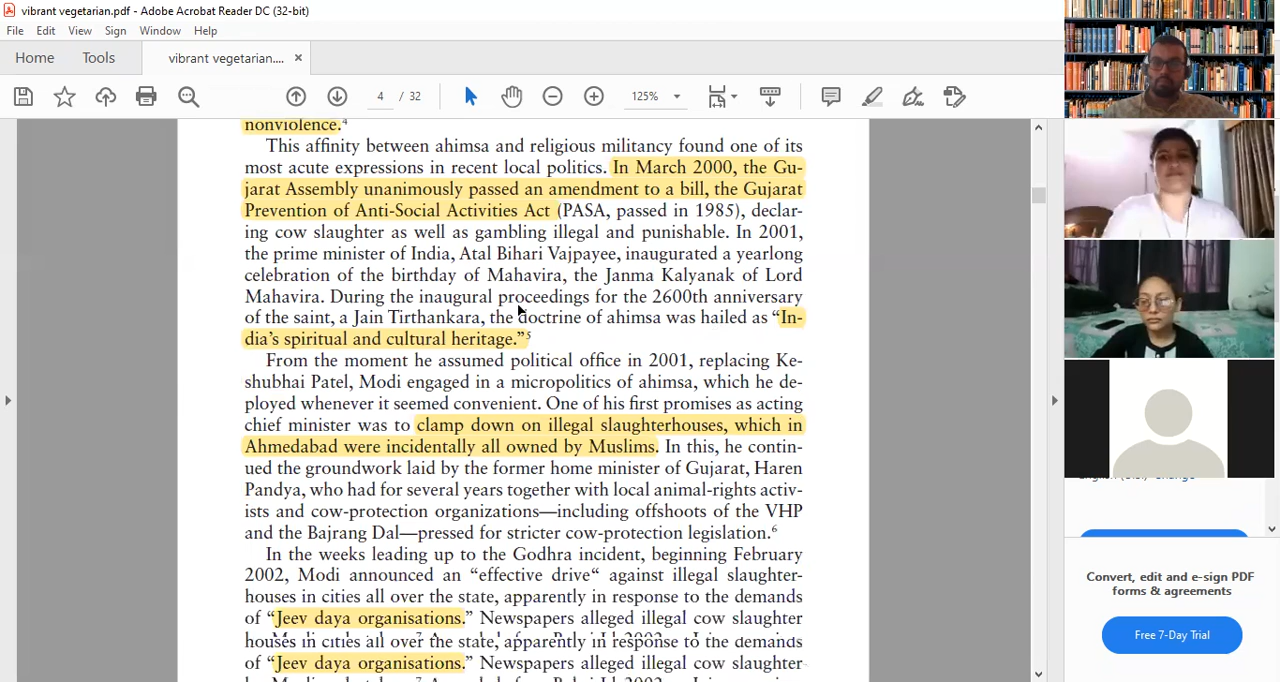 vibrant vegetarian.pdf - Adobe Acrobat Reader DC (32-bit)
File Edit View Sign Window Help
Home Tools vibrant vegetarian.... ×
4 / 32 125%
nonviolence.4
This affinity between ahimsa and religious militancy found one of its
most acute expressions in recent local politics. In March 2000, the Gu-
jarat Assembly unanimously passed an amendment to a bill, the Gujarat
Prevention of Anti-Social Activities Act (PASA, passed in 1985), declar-
ing cow slaughter as well as gambling illegal and punishable. In 2001,
the prime minister of India, Atal Bihari Vajpayee, inaugurated a yearlong
celebration of the birthday of Mahavira, the Janma Kalyanak of Lord
Mahavira. During the inaugural proceedings for the 2600th anniversary
of the saint, a Jain Tirthankara, the doctrine of ahimsa was hailed as “In-
dia’s spiritual and cultural heritage.”5
From the moment he assumed political office in 2001, replacing Ke-
shubhai Patel, Modi engaged in a micropolitics of ahimsa, which he de-
ployed whenever it seemed convenient. One of his first promises as acting
chief minister was to clamp down on illegal slaughterhouses, which in
Ahmedabad were incidentally all owned by Muslims. In this, he contin-
ued the groundwork laid by the former home minister of Gujarat, Haren
Pandya, who had for several years together with local animal-rights activ-
ists and cow-protection organizations—including offshoots of the VHP
and the Bajrang Dal—pressed for stricter cow-protection legislation.6
In the weeks leading up to the Godhra incident, beginning February
2002, Modi announced an “effective drive“ against illegal slaughter-
houses in cities all over the state, apparently in response to the demands
of “Jeev daya organisations.” Newspapers alleged illegal cow slaughter
houses in cities all over the state, apparently in response to the demands
of “Jeev daya organisations.” Newspapers alleged illegal cow slaughter
Change
Convert, edit and e-sign PDF
forms & agreements
Free 7-Day Trial